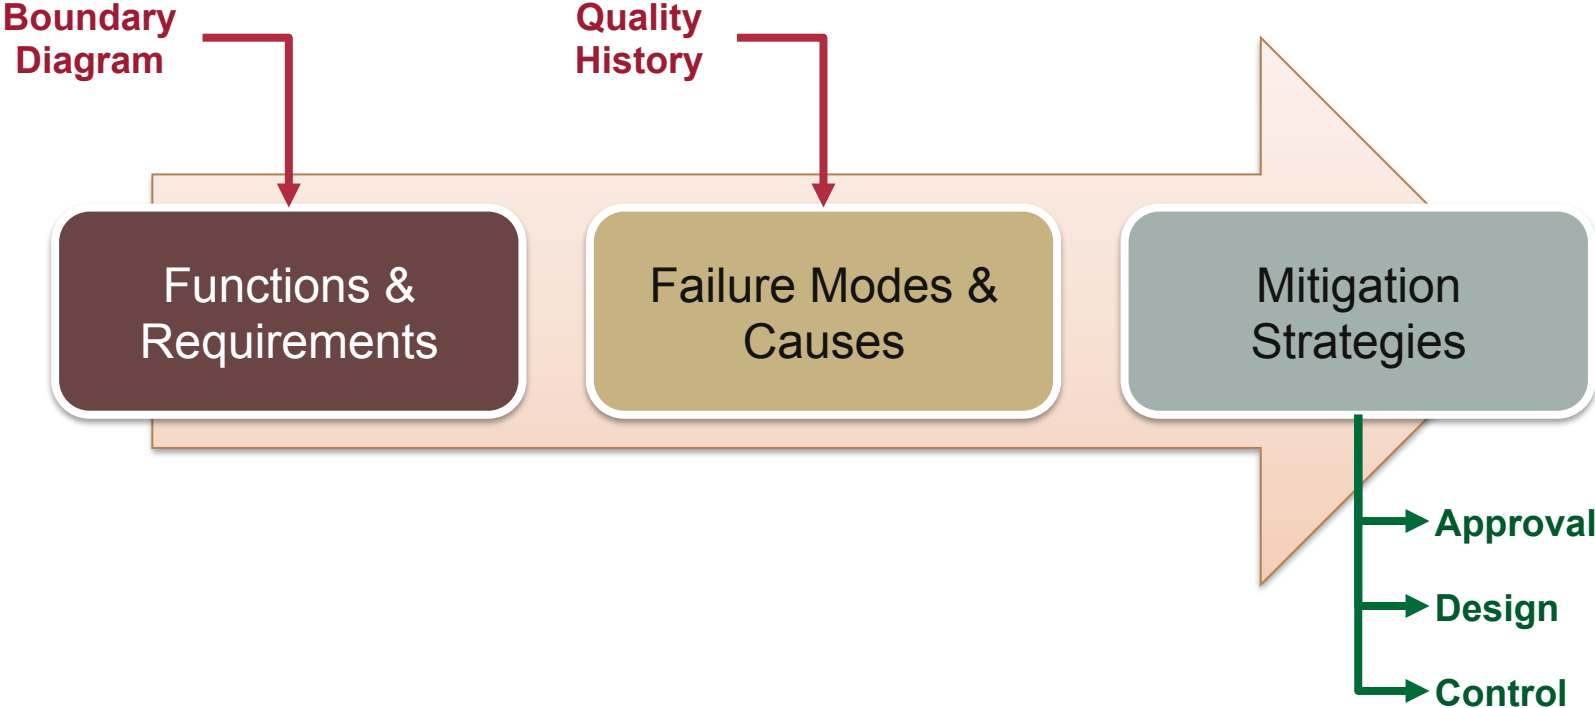 Boundary
Diagram
Quality
History
Functions &
Requirements
Failure Modes &
Causes
Mitigation
Strategies
Approval
Design
Control